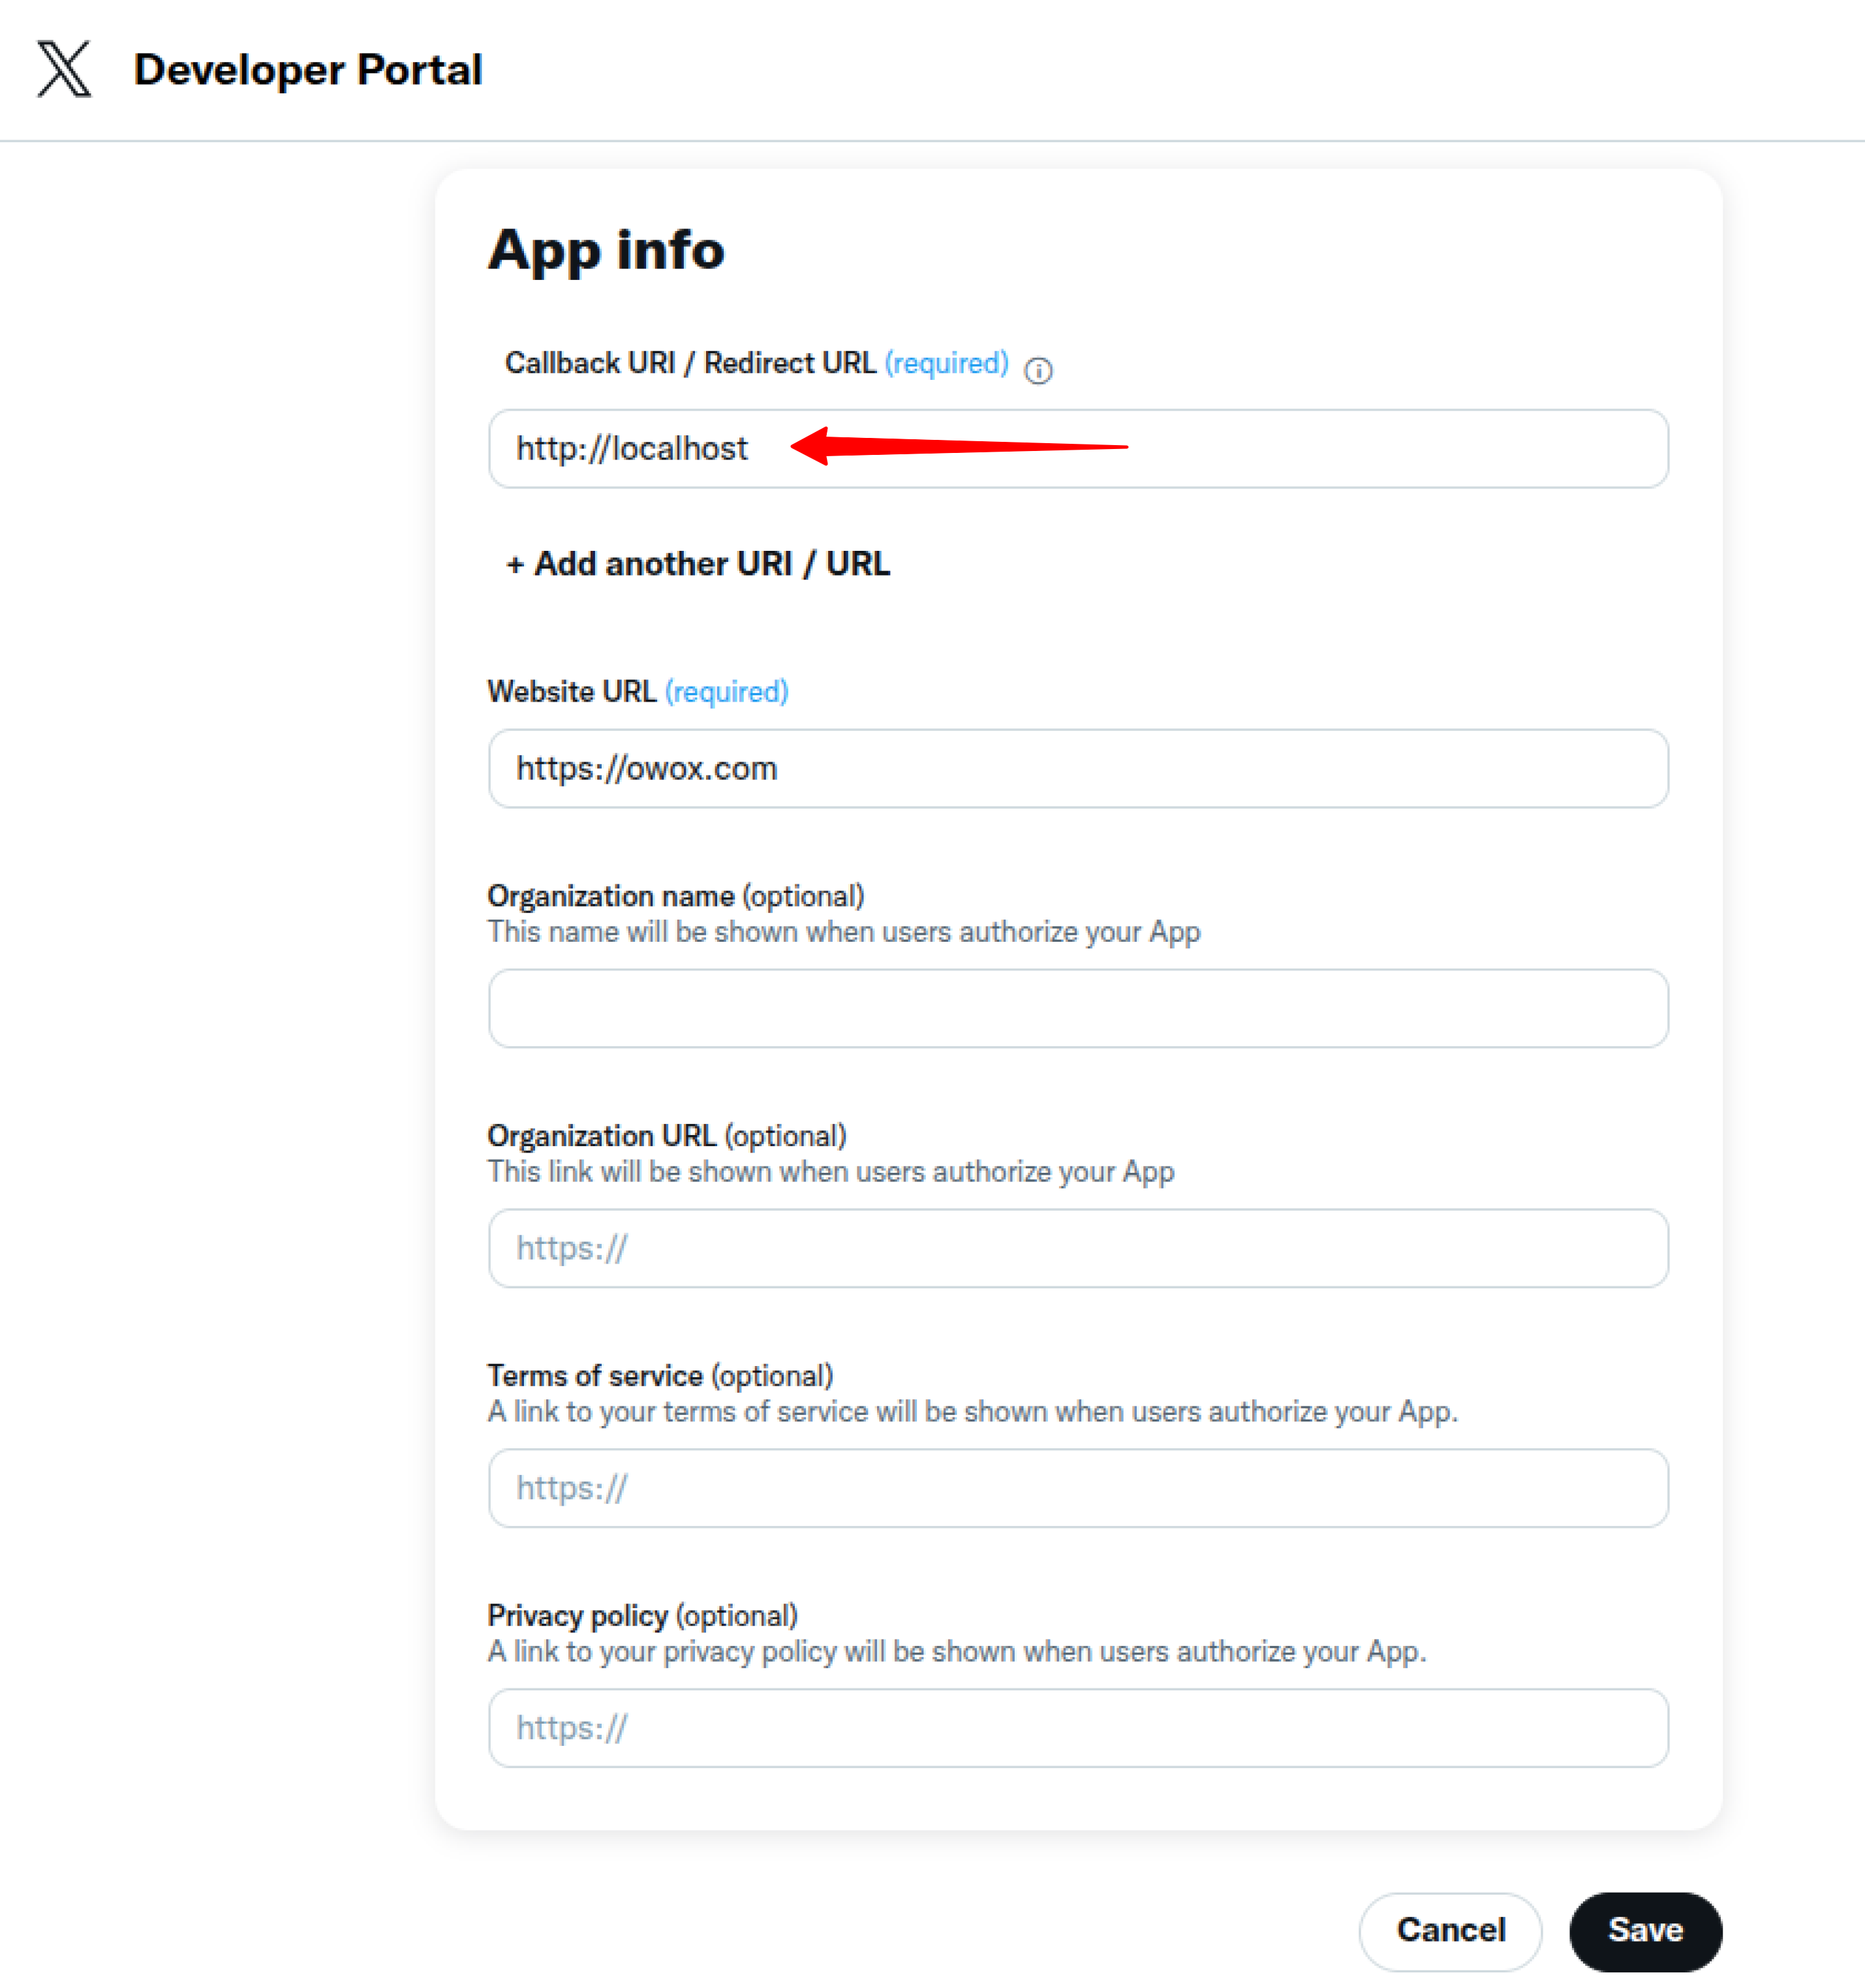 Developer Portal
App info
Callback URI / Redirect URL (required)
http://localhost
+ Add another URI / URL
Website URL (required)
https://owox.com
Organization name (optional)
This name will be shown when users authorize your App
Organization URL (optional)
This link will be shown when users authorize your App
https://
Terms of service (optional)
A link to your terms of service will be shown when users authorize your App.
https://
Privacy policy (optional)
A link to your privacy policy will be shown when users authorize your App.
https://
Cancel Save